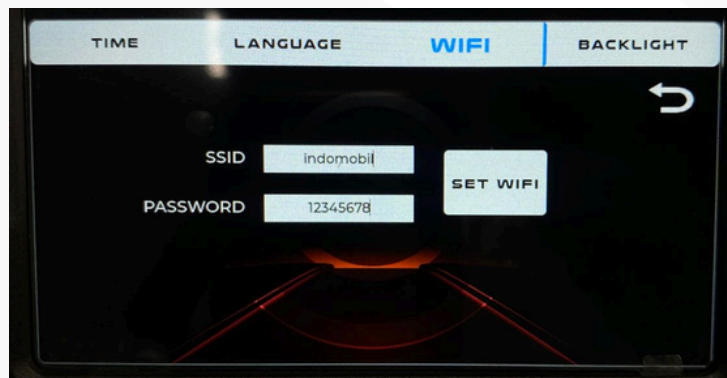 TIME LANGUAGE WIFI BACKLIGHT
SSID indomobil
SET WIFI
PASSWORD 12345678